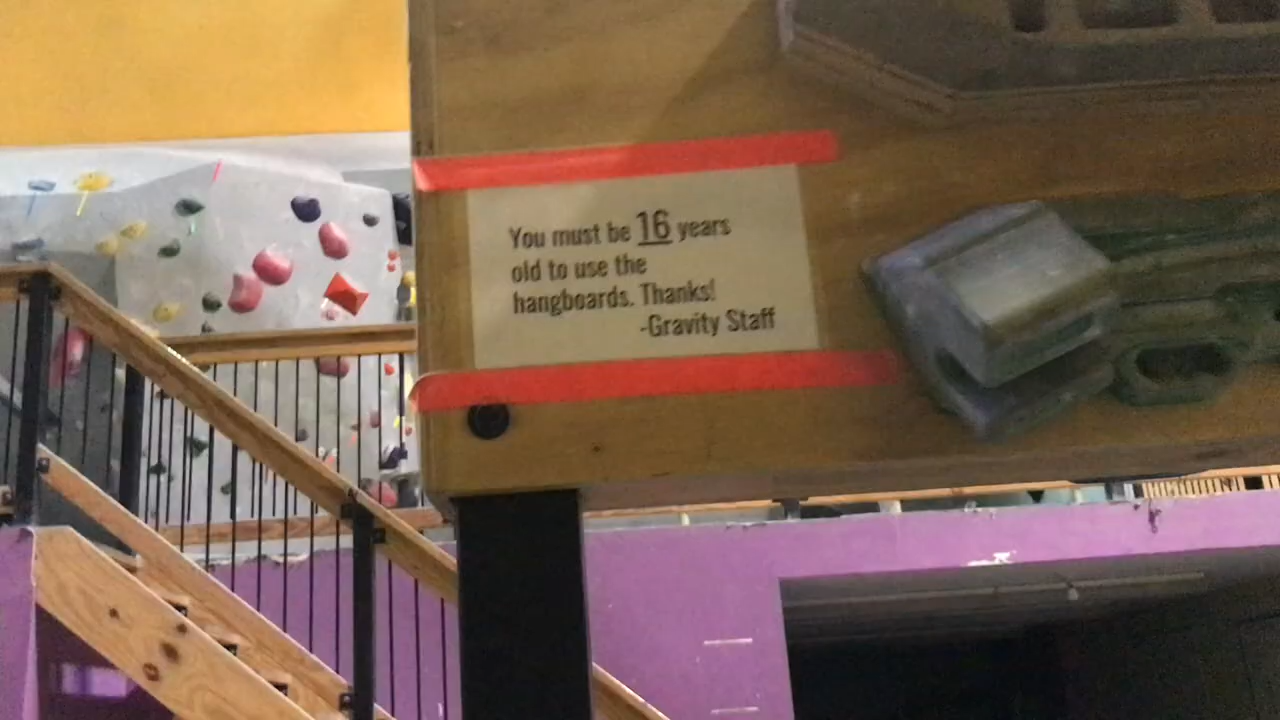 You must be 16 years
old to use the
hangboards. Thanks!
-Gravity Staff